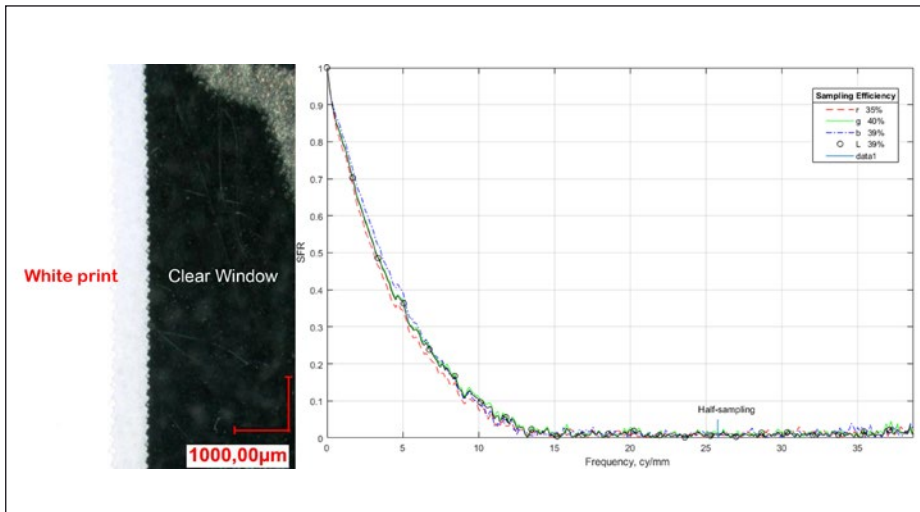 White print
Clear Window
1000,00µm
SFR
1
0.9
0.8
0.7
0.6
0.5
0.4
0.3
0.2
0.1
0
0
5
10
15
20
25
30
35
Frequency, cy/mm
Half-sampling
Sampling Efficiency
r 35%
g 40%
b 39%
L 39%
data1